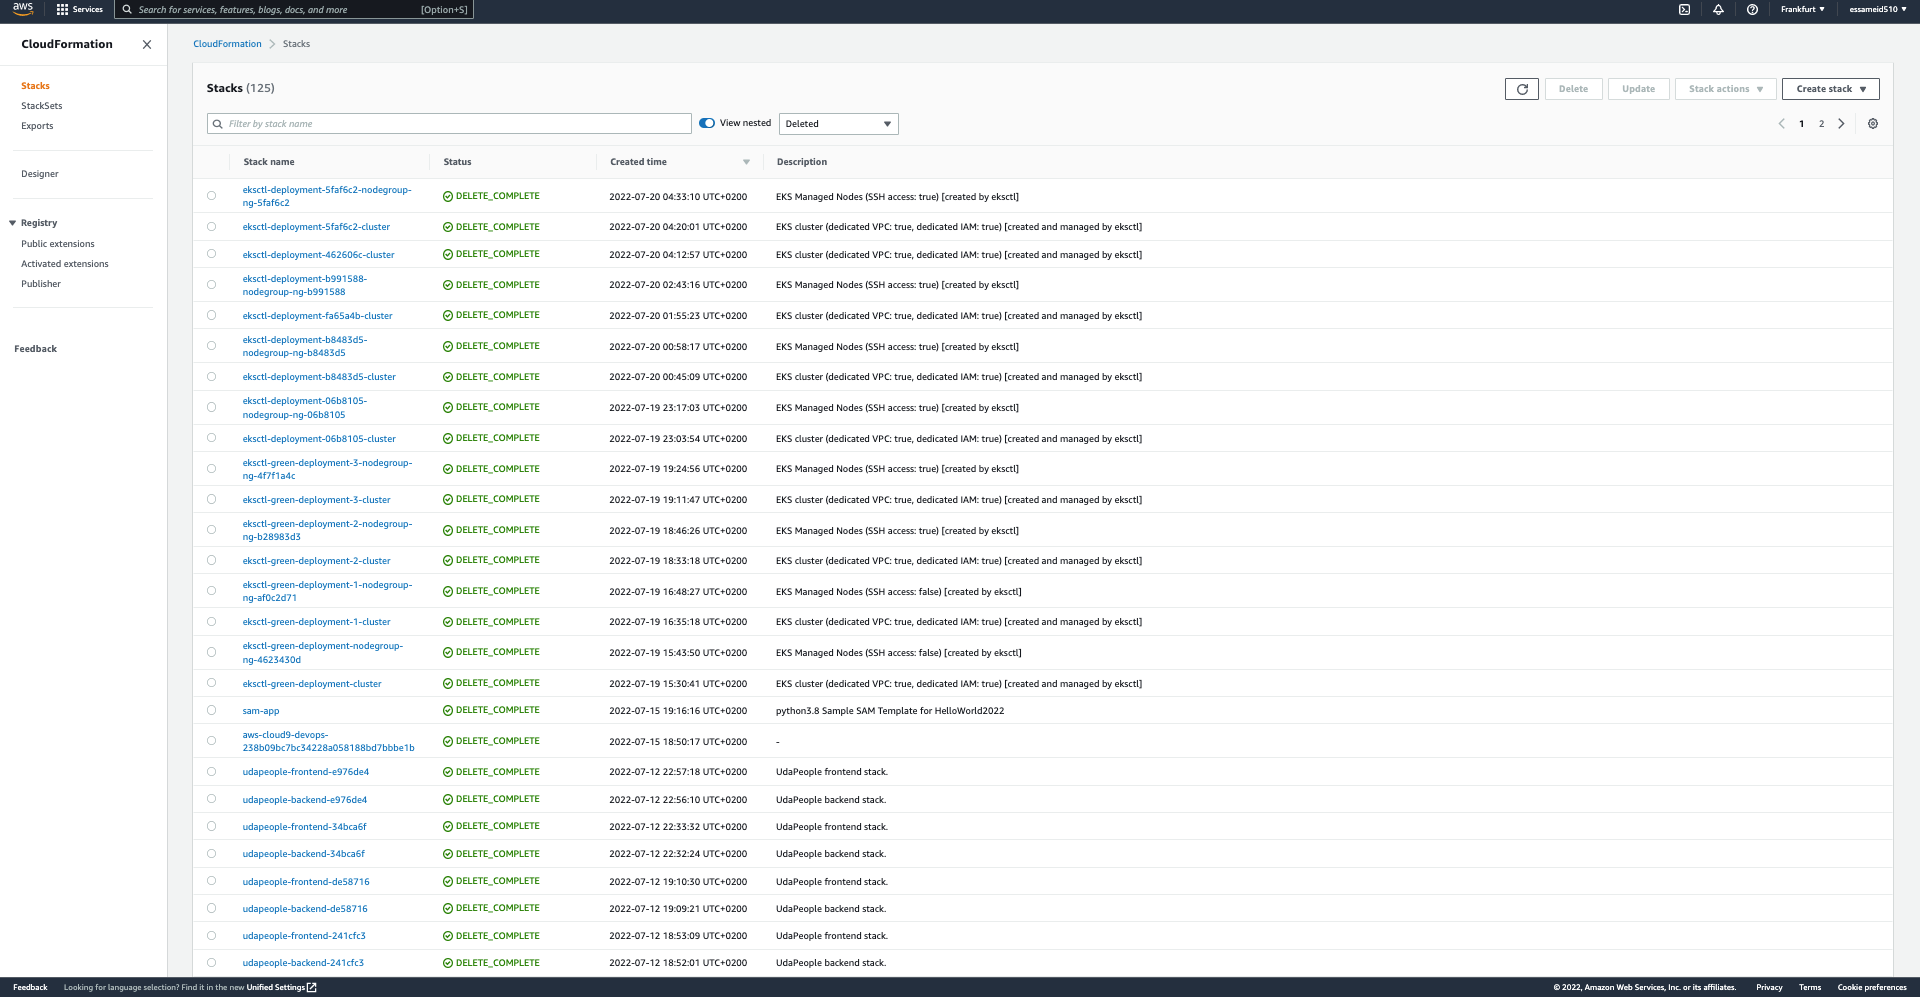 aws
Services
Search for services, features, blogs, docs, and more
[Option+S]
Frankfurt
essameid510
CloudFormation
Stacks
StackSets
Exports
Designer
Registry
Public extensions
Activated extensions
Publisher
Feedback
CloudFormation
Stacks
Stacks (125)
Delete
Update
Stack actions
Create stack
Filter by stack name
View nested
Deleted
1 2
Stack name Status Created time Description
eksctl-deployment-5faf6c2-nodegroup-
ng-5faf6c2
DELETE_COMPLETE 2022-07-20 04:33:10 UTC+0200 EKS Managed Nodes (SSH access: true) [created by eksctl]
eksctl-deployment-5faf6c2-cluster DELETE_COMPLETE 2022-07-20 04:20:01 UTC+0200 EKS cluster (dedicated VPC: true, dedicated IAM: true) [created and managed by eksctl]
eksctl-deployment-462606c-cluster DELETE_COMPLETE 2022-07-20 04:12:57 UTC+0200 EKS cluster (dedicated VPC: true, dedicated IAM: true) [created and managed by eksctl]
eksctl-deployment-b991588-
nodegroup-ng-b991588
DELETE_COMPLETE 2022-07-20 02:43:16 UTC+0200 EKS Managed Nodes (SSH access: true) [created by eksctl]
eksctl-deployment-fa65a4b-cluster DELETE_COMPLETE 2022-07-20 01:55:23 UTC+0200 EKS cluster (dedicated VPC: true, dedicated IAM: true) [created and managed by eksctl]
eksctl-deployment-b8483d5-
nodegroup-ng-b8483d5
DELETE_COMPLETE 2022-07-20 00:58:17 UTC+0200 EKS Managed Nodes (SSH access: true) [created by eksctl]
eksctl-deployment-b8483d5-cluster DELETE_COMPLETE 2022-07-20 00:45:09 UTC+0200 EKS cluster (dedicated VPC: true, dedicated IAM: true) [created and managed by eksctl]
eksctl-deployment-06b8105-
nodegroup-ng-06b8105
DELETE_COMPLETE 2022-07-19 23:17:03 UTC+0200 EKS Managed Nodes (SSH access: true) [created by eksctl]
eksctl-deployment-06b8105-cluster DELETE_COMPLETE 2022-07-19 23:03:54 UTC+0200 EKS cluster (dedicated VPC: true, dedicated IAM: true) [created and managed by eksctl]
eksctl-green-deployment-3-nodegroup-
ng-4f7f1a4c
DELETE_COMPLETE 2022-07-19 19:24:56 UTC+0200 EKS Managed Nodes (SSH access: true) [created by eksctl]
eksctl-green-deployment-3-cluster DELETE_COMPLETE 2022-07-19 19:11:47 UTC+0200 EKS cluster (dedicated VPC: true, dedicated IAM: true) [created and managed by eksctl]
eksctl-green-deployment-2-nodegroup-
ng-b28983d3
DELETE_COMPLETE 2022-07-19 18:46:26 UTC+0200 EKS Managed Nodes (SSH access: true) [created by eksctl]
eksctl-green-deployment-2-cluster DELETE_COMPLETE 2022-07-19 18:33:18 UTC+0200 EKS cluster (dedicated VPC: true, dedicated IAM: true) [created and managed by eksctl]
eksctl-green-deployment-1-nodegroup-
ng-af0c2d71
DELETE_COMPLETE 2022-07-19 16:48:27 UTC+0200 EKS Managed Nodes (SSH access: false) [created by eksctl]
eksctl-green-deployment-1-cluster DELETE_COMPLETE 2022-07-19 16:35:18 UTC+0200 EKS cluster (dedicated VPC: true, dedicated IAM: true) [created and managed by eksctl]
eksctl-green-deployment-nodegroup-
ng-4623430d
DELETE_COMPLETE 2022-07-19 15:43:50 UTC+0200 EKS Managed Nodes (SSH access: false) [created by eksctl]
eksctl-green-deployment-cluster DELETE_COMPLETE 2022-07-19 15:30:41 UTC+0200 EKS cluster (dedicated VPC: true, dedicated IAM: true) [created and managed by eksctl]
sam-app DELETE_COMPLETE 2022-07-15 19:16:16 UTC+0200 python3.8 Sample SAM Template for HelloWorld2022
aws-cloud9-devops-
238b09bc7bc34228a058188bd7bbbe1b
DELETE_COMPLETE 2022-07-15 18:50:17 UTC+0200 -
udapeople-frontend-e976de4 DELETE_COMPLETE 2022-07-12 22:57:18 UTC+0200 UdaPeople frontend stack.
udapeople-backend-e976de4 DELETE_COMPLETE 2022-07-12 22:56:10 UTC+0200 UdaPeople backend stack.
udapeople-frontend-34bca6f DELETE_COMPLETE 2022-07-12 22:33:32 UTC+0200 UdaPeople frontend stack.
udapeople-backend-34bca6f DELETE_COMPLETE 2022-07-12 22:32:24 UTC+0200 UdaPeople backend stack.
udapeople-frontend-de58716 DELETE_COMPLETE 2022-07-12 19:10:30 UTC+0200 UdaPeople frontend stack.
udapeople-backend-de58716 DELETE_COMPLETE 2022-07-12 19:09:21 UTC+0200 UdaPeople backend stack.
udapeople-frontend-241cfc3 DELETE_COMPLETE 2022-07-12 18:53:09 UTC+0200 UdaPeople frontend stack.
udapeople-backend-241cfc3 DELETE_COMPLETE 2022-07-12 18:52:01 UTC+0200 UdaPeople backend stack.
Feedback Looking for language selection? Find it in the new Unified Settings © 2022, Amazon Web Services, Inc. or its affiliates. Privacy Terms Cookie preferences